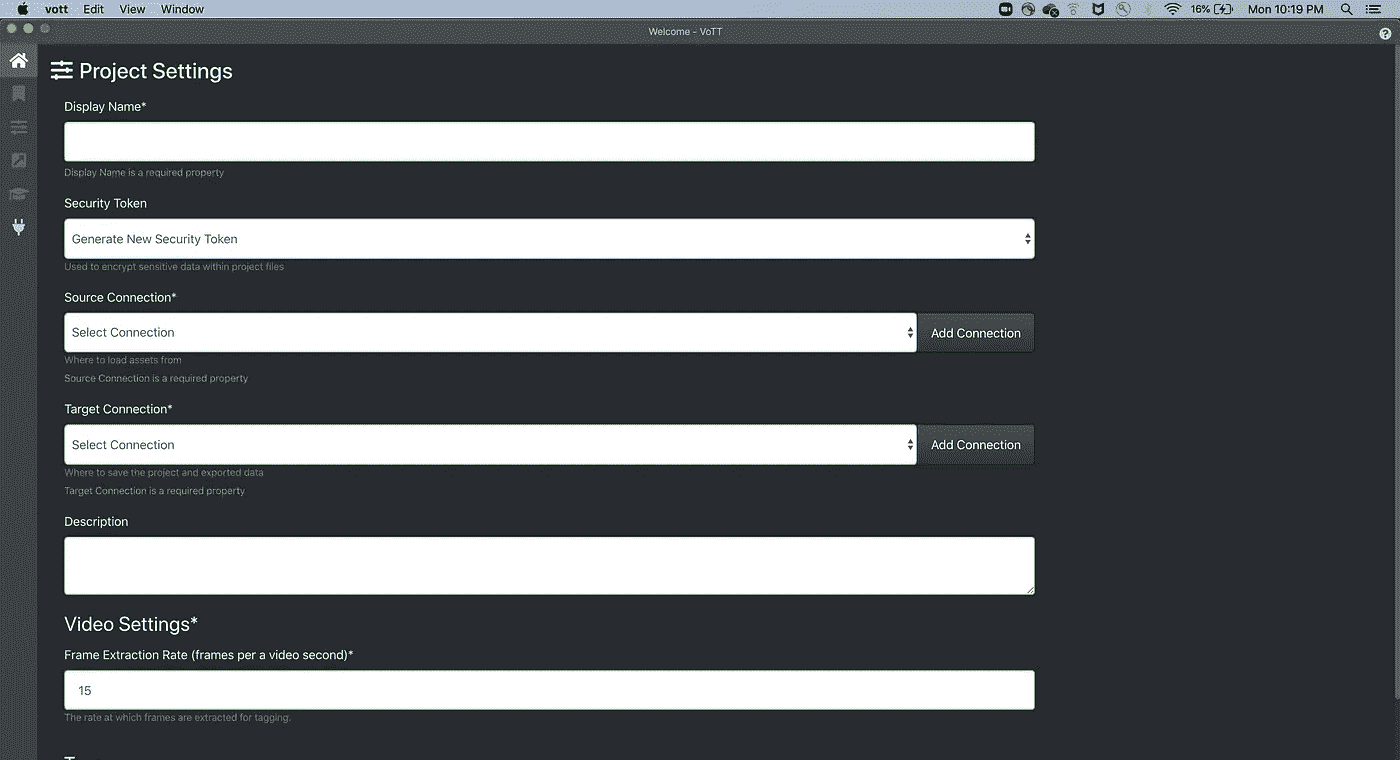 vott Edit View Window 16% Mon 10:19 PM
Welcome - VoTT
Project Settings
Display Name*
Display Name is a required property
Security Token
Generate New Security Token
Used to encrypt sensitive data within project files
Source Connection*
Select Connection Add Connection
Where to load assets from
Source Connection is a required property
Target Connection*
Select Connection Add Connection
Where to save the project and exported data
Target Connection is a required property
Description
Video Settings*
Frame Extraction Rate (frames per a video second)*
15
The rate at which frames are extracted for tagging.